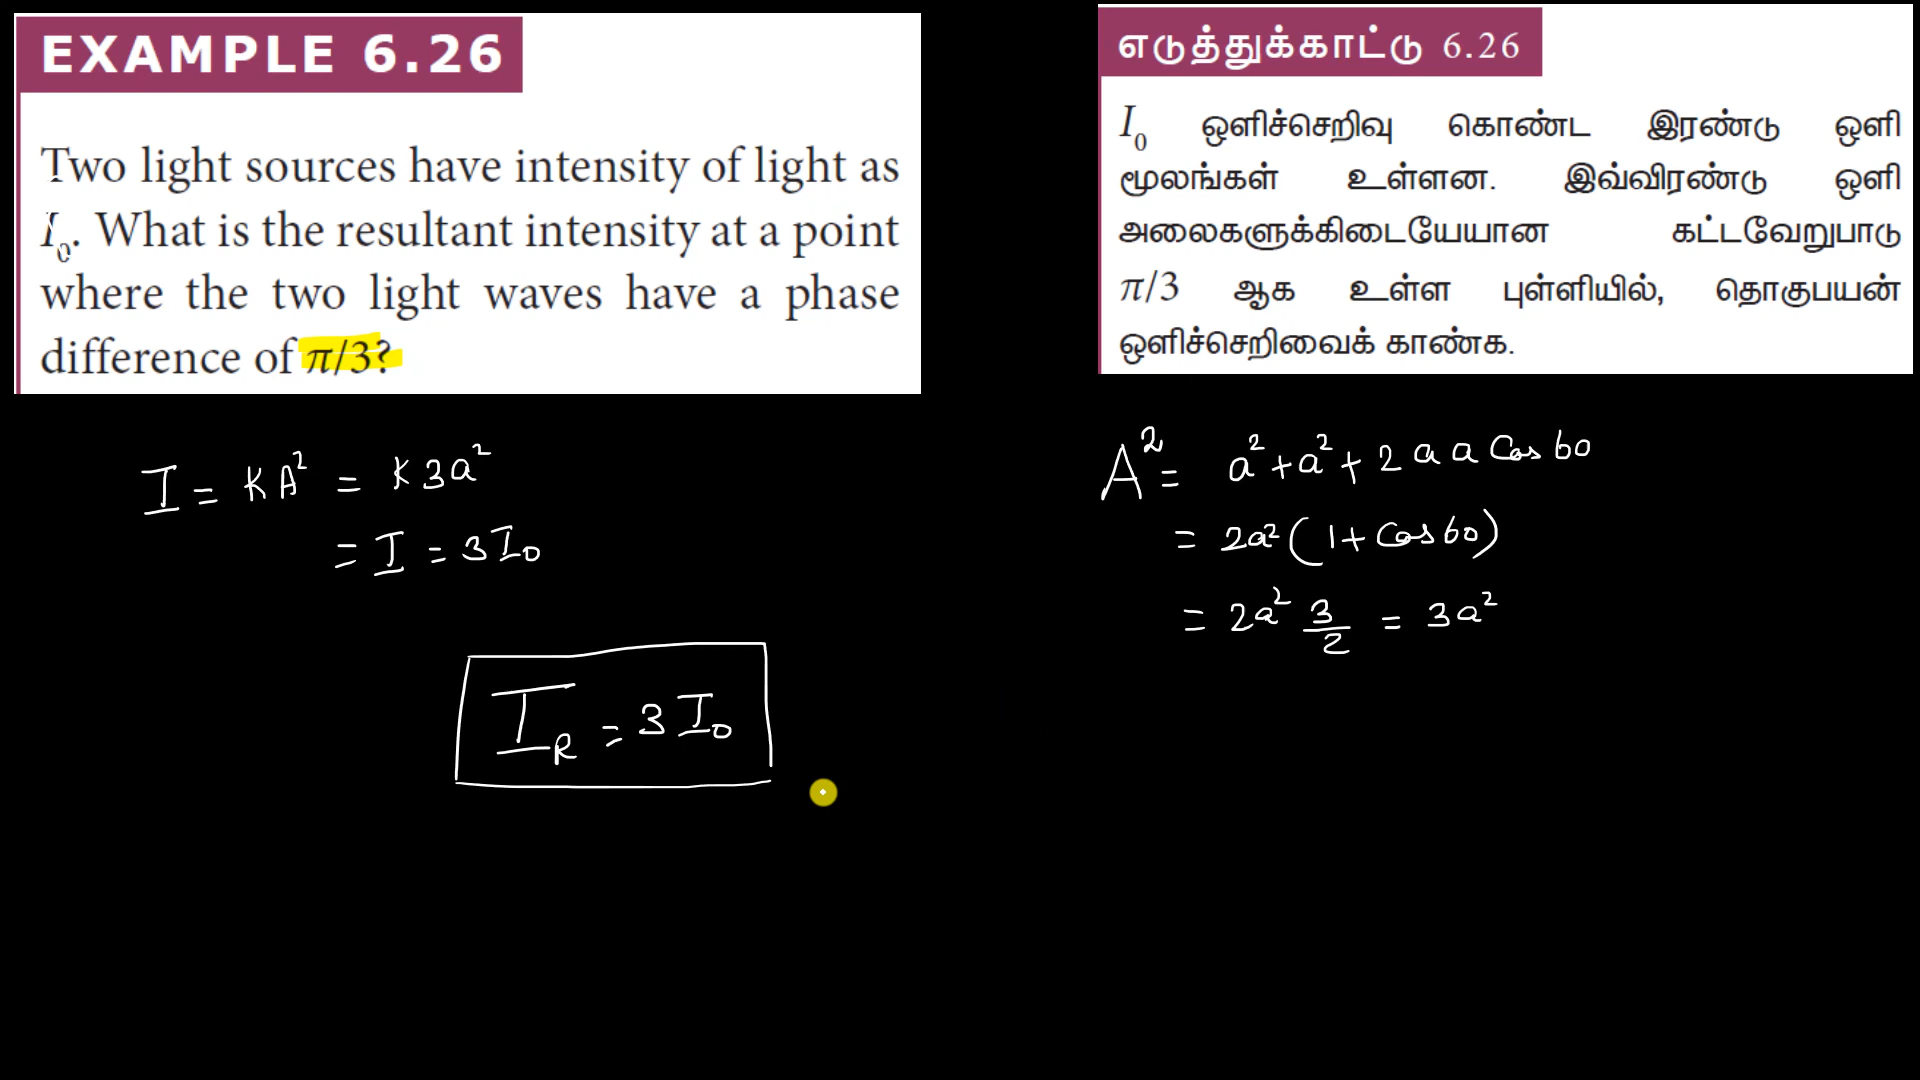 EXAMPLE 6.26
Two light sources have intensity of light as
I₀. What is the resultant intensity at a point
where the two light waves have a phase
difference of π/3?
எடுத்துக்காட்டு 6.26
I₀ ஒளிச்செறிவு கொண்ட இரண்டு ஒளி
மூலங்கள் உள்ளன. இவ்விரண்டு ஒளி
அலைகளுக்கிடையேயான கட்டவேறுபாடு
π/3 ஆக உள்ள புள்ளியில், தொகுபயன்
ஒளிச்செறிவைக் காண்க.
I = KA² = K3a²
= I = 3I₀
I_R = 3I₀
A² = a² + a² + 2 a a Cos 60
= 2a² (1 + Cos 60)
= 2a² 3/2 = 3a²